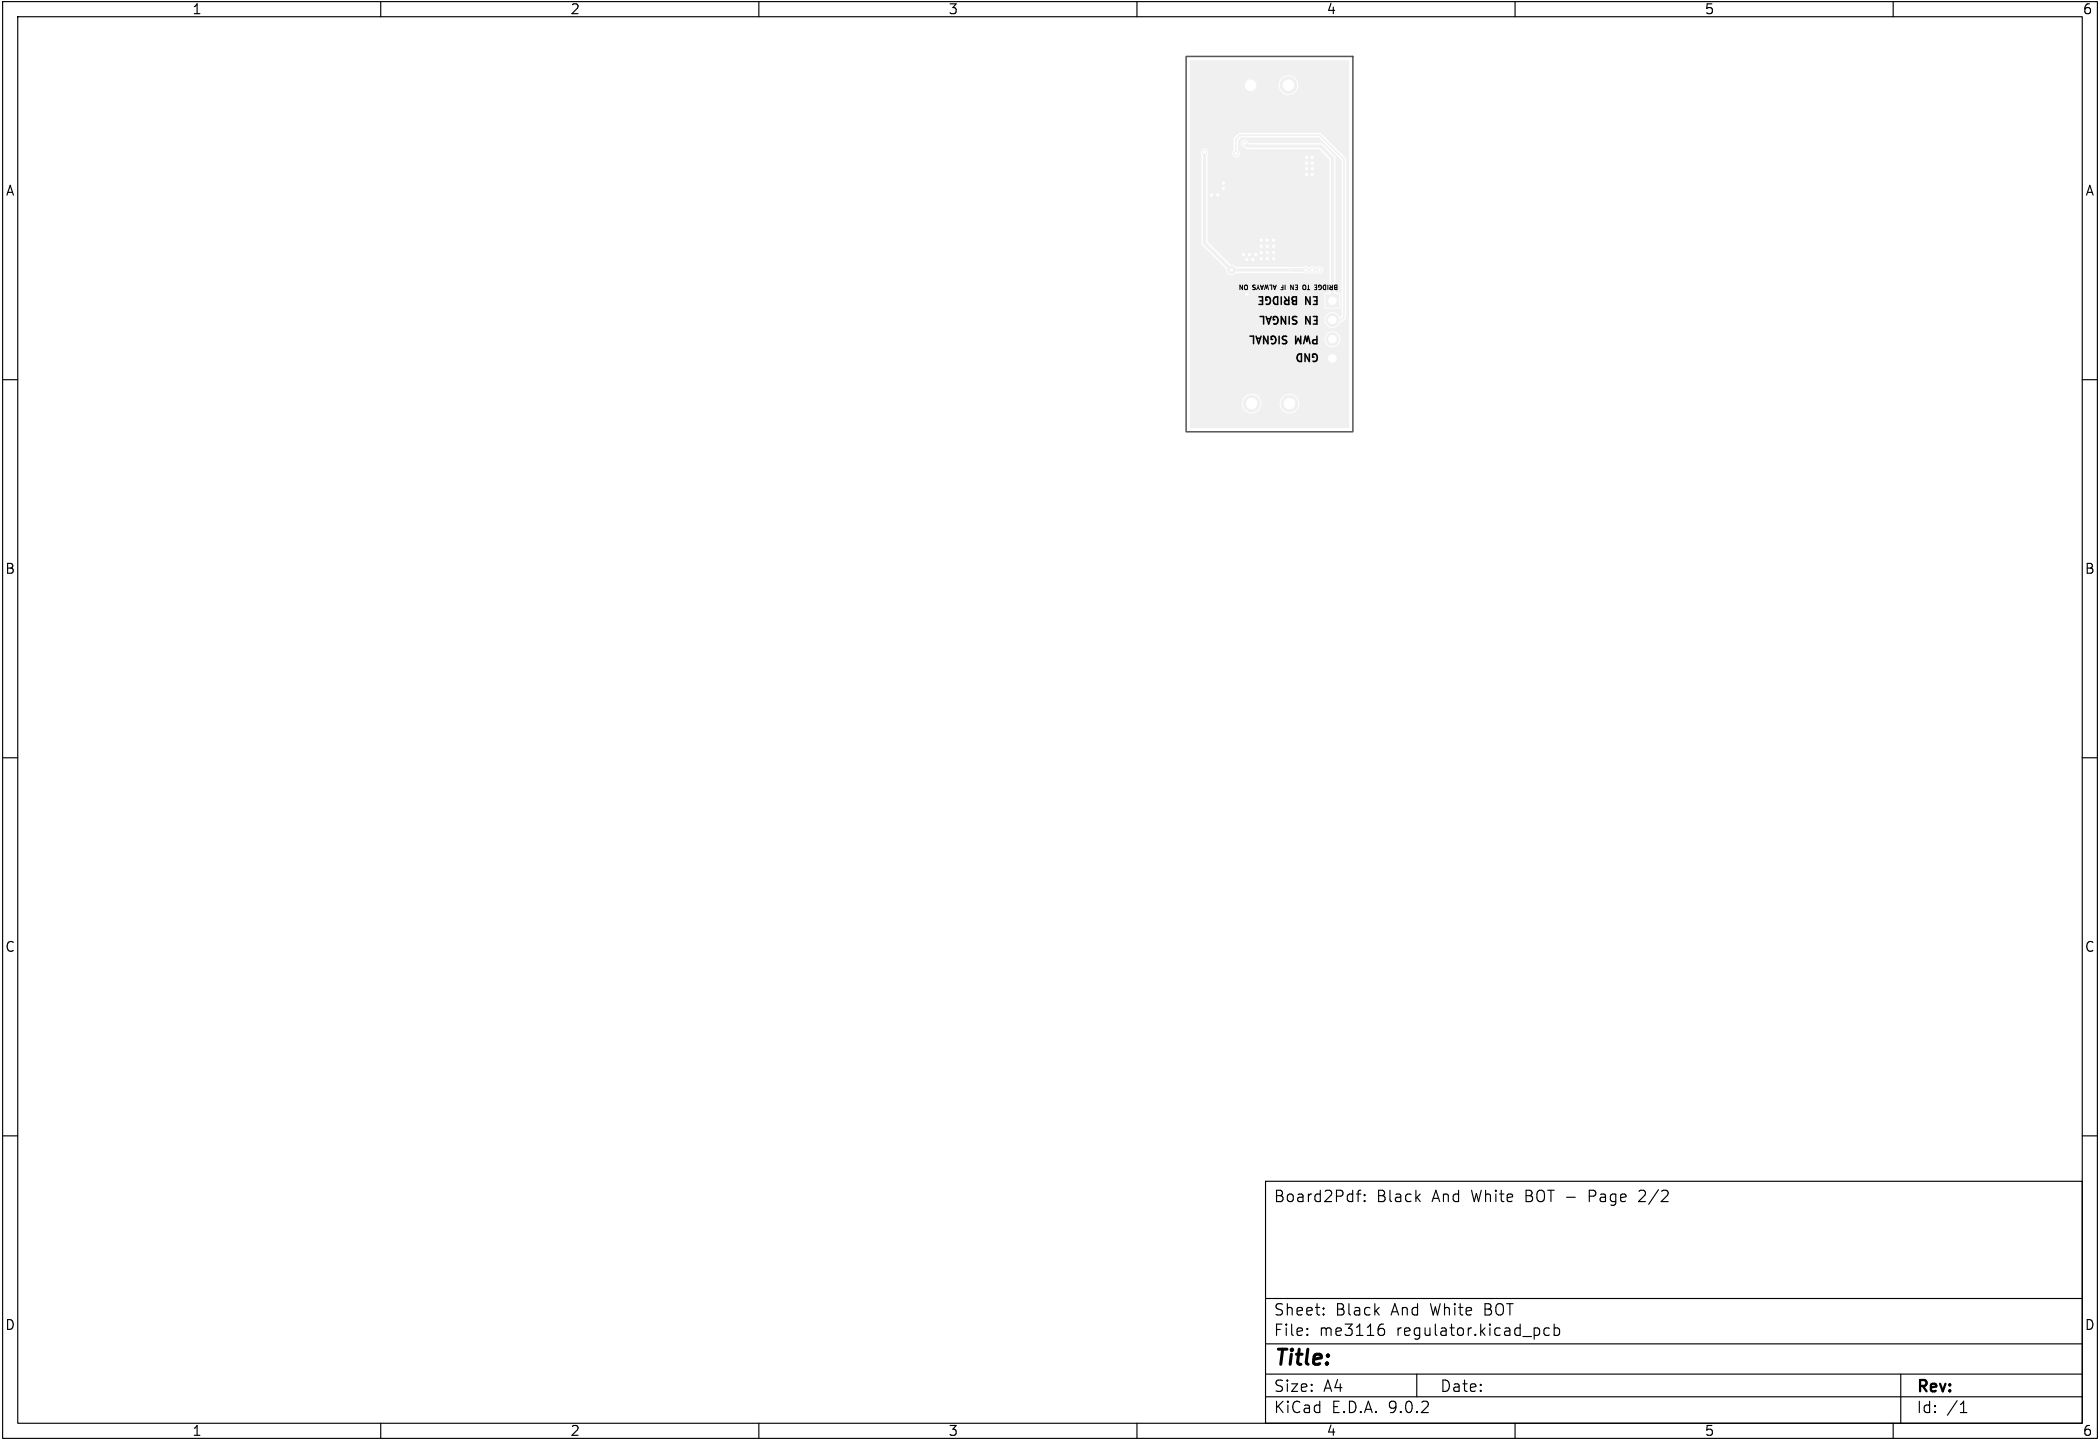 1 2 3 4 5 6
A A
B B
C C
D D
BRIDGE TO EN IF ALWAYS ON
EN BRIDGE
EN SINGAL
PWM SIGNAL
GND
Board2Pdf: Black And White BOT – Page 2/2
Sheet: Black And White BOT
File: me3116 regulator.kicad_pcb
Title:
Size: A4 Date: Rev:
KiCad E.D.A. 9.0.2 Id: /1
1 2 3 4 5 6